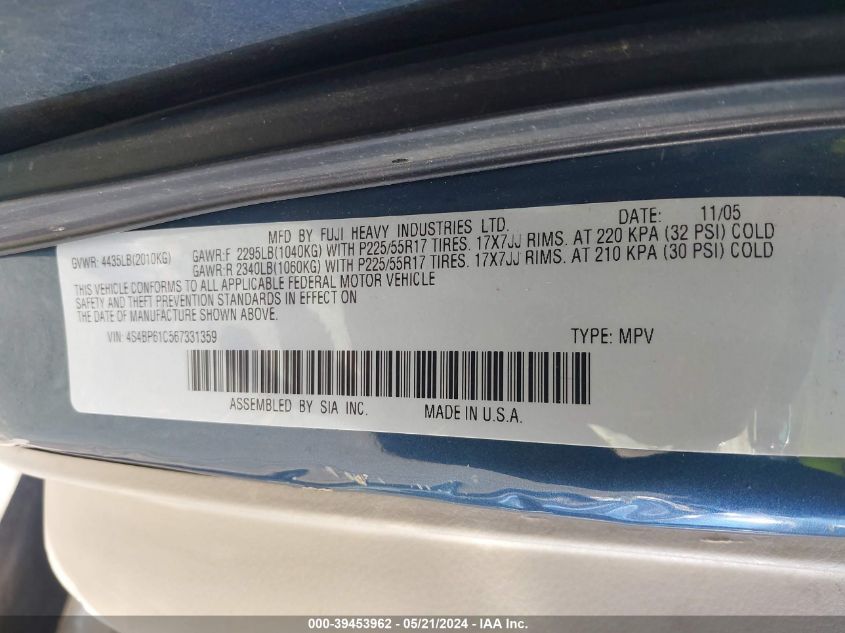 MFD BY FUJI HEAVY INDUSTRIES LTD. DATE: 11/05
GVWR: 4435LB(2010KG) GAWR:F 2295LB(1040KG) WITH P225/55R17 TIRES. 17X7JJ RIMS. AT 220 KPA (32 PSI) COLD
GAWR:R 2340LB(1060KG) WITH P225/55R17 TIRES. 17X7JJ RIMS. AT 210 KPA (30 PSI) COLD
THIS VEHICLE CONFORMS TO ALL APPLICABLE FEDERAL MOTOR VEHICLE
SAFETY AND THEFT PREVENTION STANDARDS IN EFFECT ON
THE DATE OF MANUFACTURE SHOWN ABOVE.
VIN: 4S4BP61C567331359 TYPE: MPV
ASSEMBLED BY SIA INC. MADE IN U.S.A.
000-39453962 - 05/21/2024 - IAA Inc.